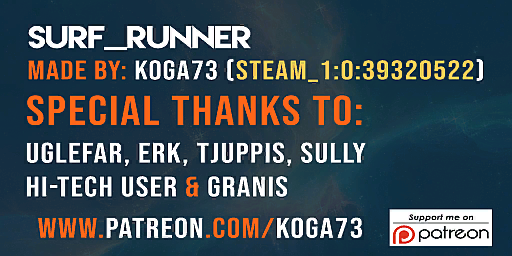 SURF_RUNNER
MADE BY: KOGA73 (STEAM_1:0:39320522)
SPECIAL THANKS TO:
UGLEFAR, ERK, TJUPPIS, SULLY
HI-TECH USER & GRANIS
WWW.PATREON.COM/KOGA73
Support me on
patreon